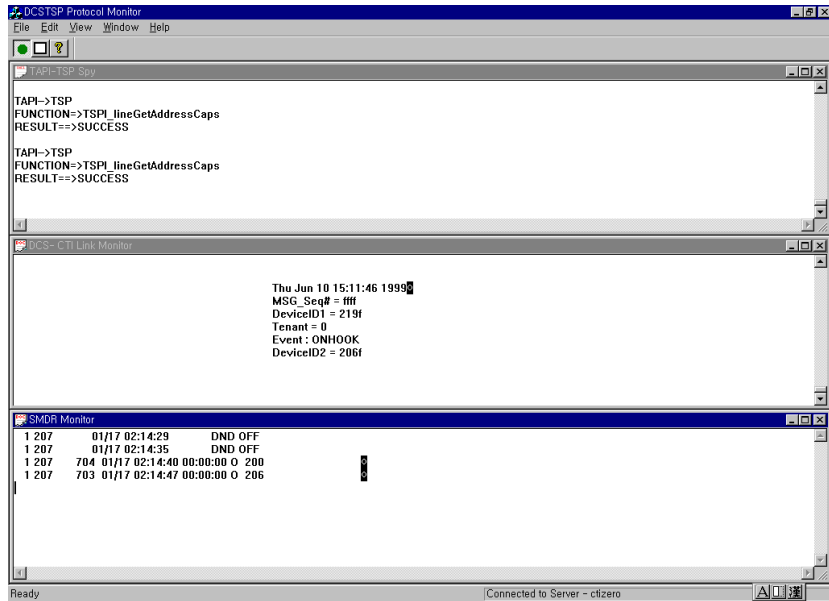 DCSTSP Protocol Monitor
File Edit View Window Help
TAPI-TSP Spy
TAPI->TSP
FUNCTION=>TSPI_lineGetAddressCaps
RESULT==>SUCCESS
TAPI->TSP
FUNCTION=>TSPI_lineGetAddressCaps
RESULT==>SUCCESS
DCS- CTI Link Monitor
Thu Jun 10 15:11:46 1999
MSG_Seq# = ffff
DeviceID1 = 219f
Tenant = 0
Event : ONHOOK
DeviceID2 = 206f
SMDR Monitor
1 207 01/17 02:14:29 DND OFF
1 207 01/17 02:14:35 DND OFF
1 207 704 01/17 02:14:40 00:00:00 O 200
1 207 703 01/17 02:14:47 00:00:00 O 206
Ready Connected to Server - ctizero A 漢